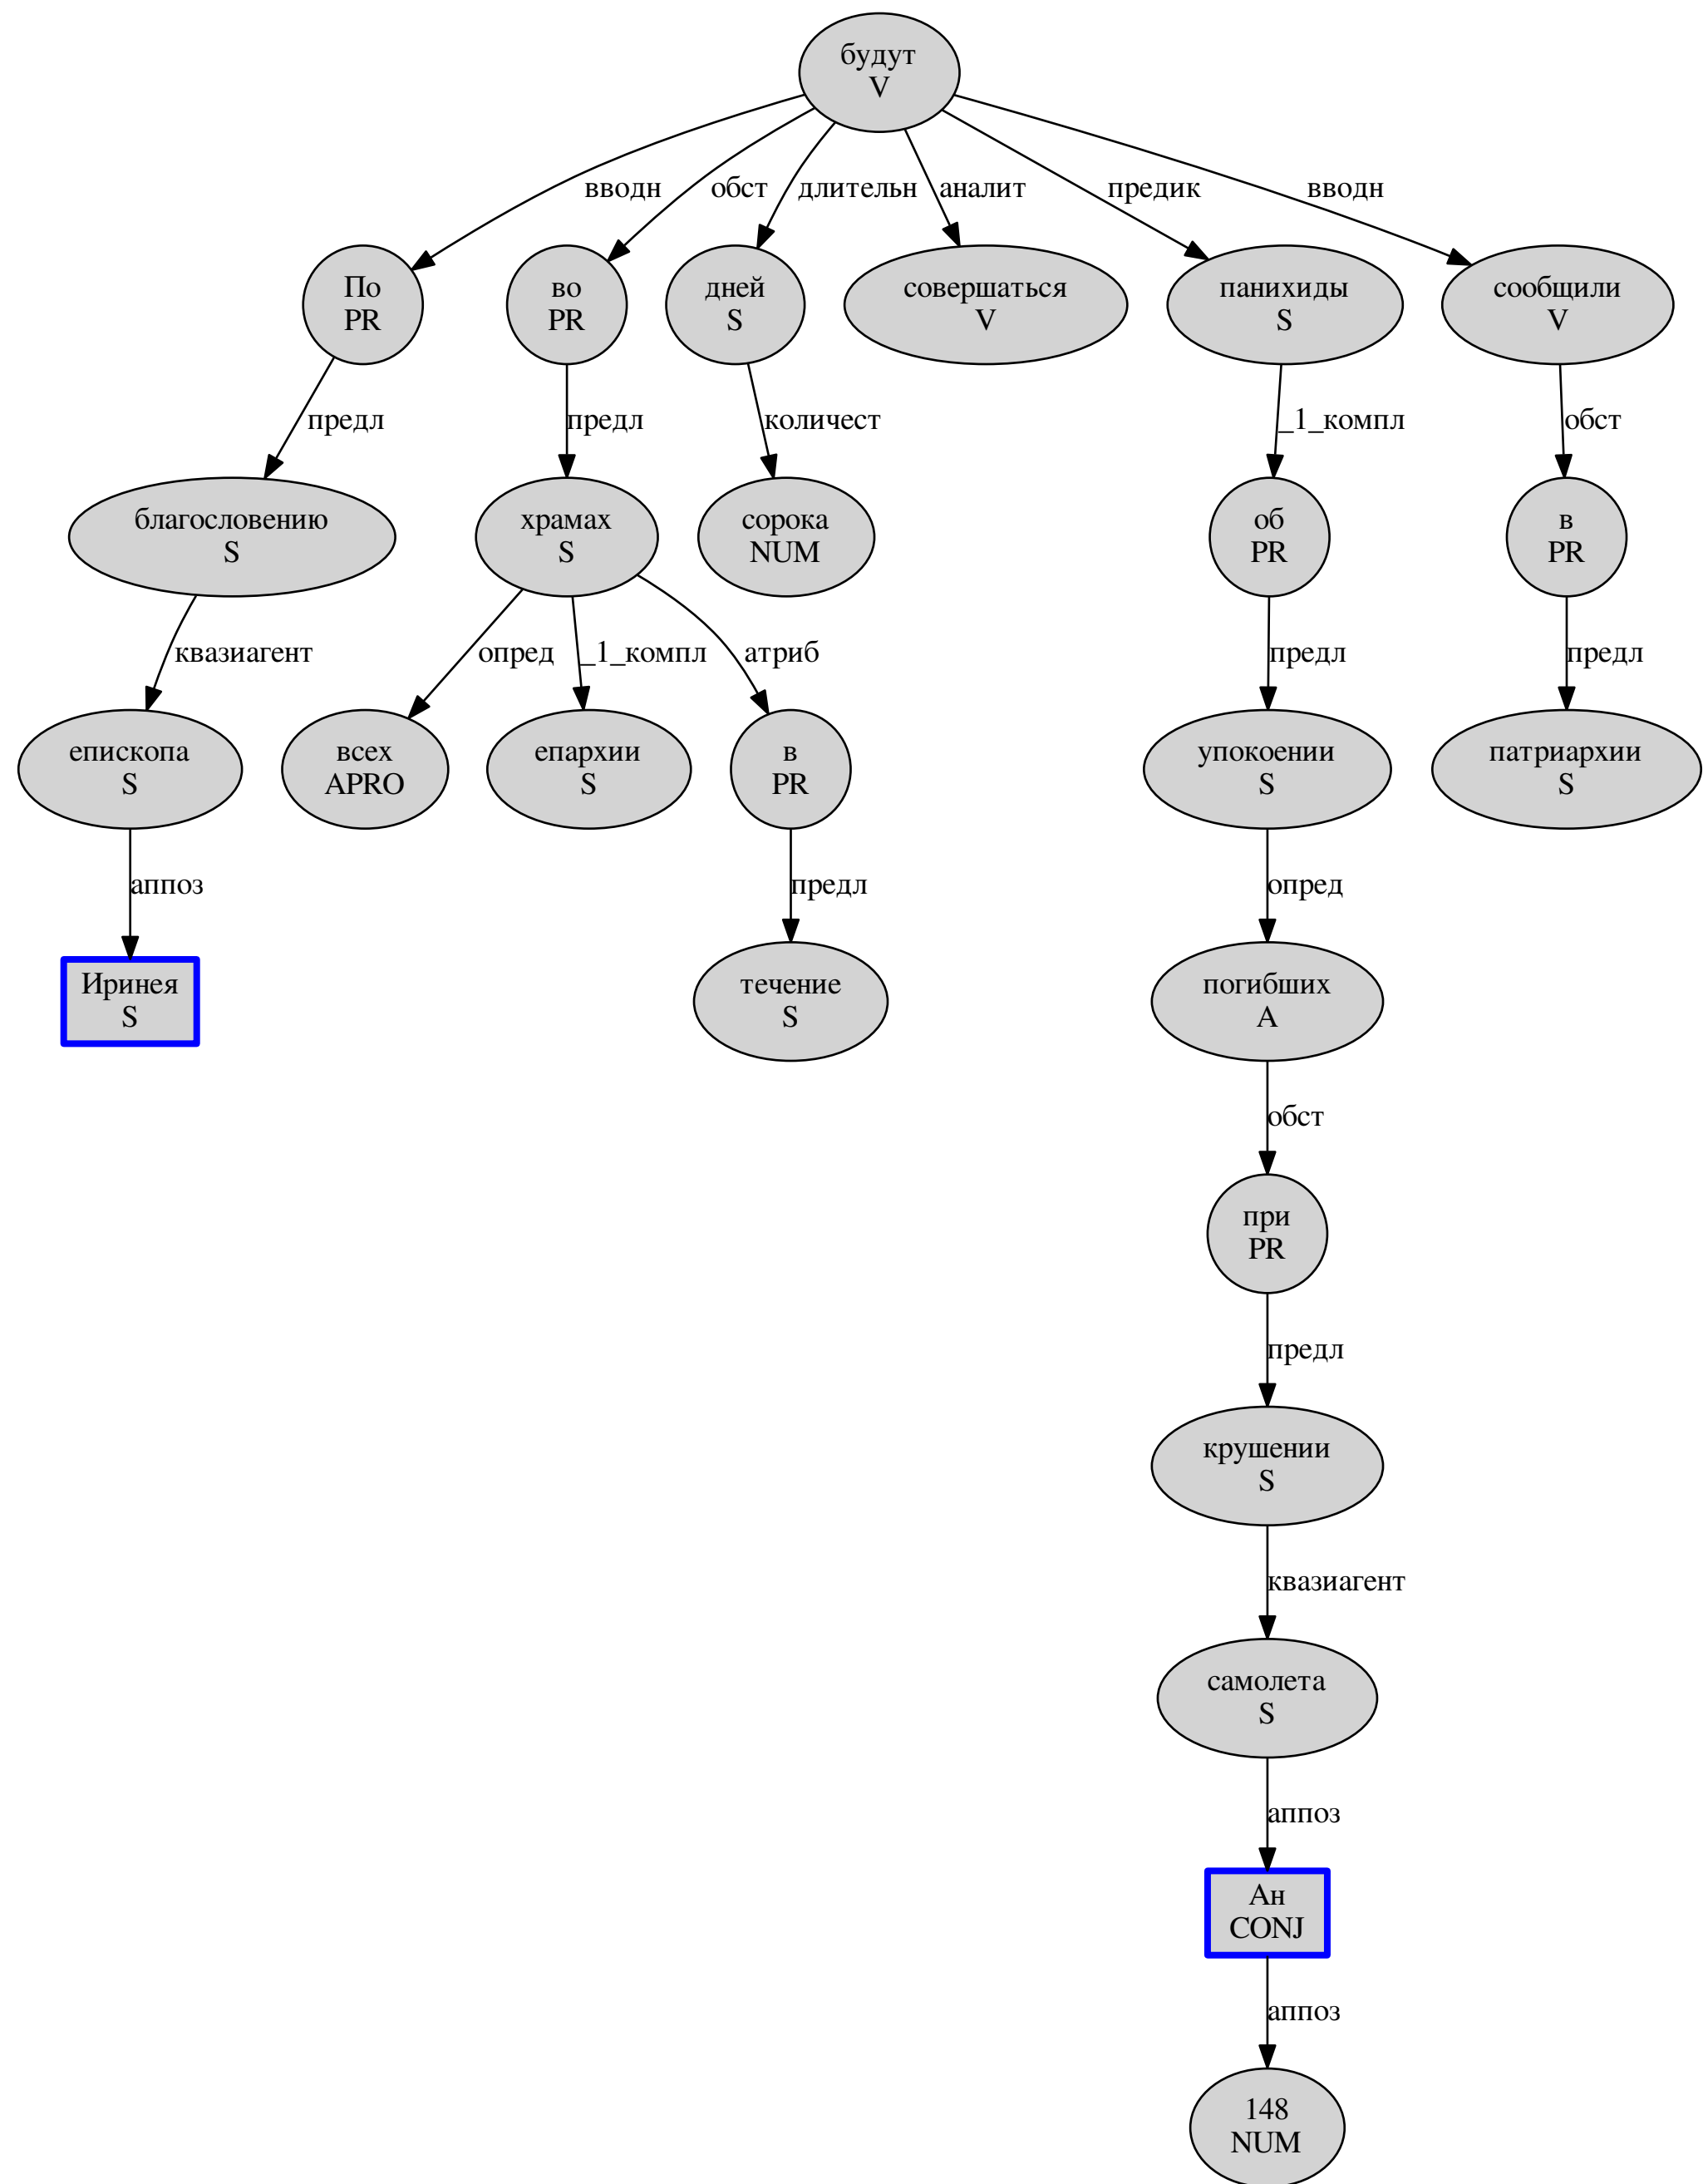 будут
V
вводн
обст
длительн
аналит
предик
вводн
По
PR
во
PR
дней
S
совершаться
V
панихиды
S
сообщили
V
предл
предл
количест
_1_компл
обст
благословению
S
храмах
S
сорока
NUM
об
PR
в
PR
квазиагент
опред
_1_компл
атриб
предл
предл
епископа
S
всех
APRO
епархии
S
в
PR
упокоении
S
патриархии
S
аппоз
предл
опред
Иринея
S
течение
S
погибших
A
обст
при
PR
предл
крушении
S
квазиагент
самолета
S
аппоз
Ан
CONJ
аппоз
148
NUM